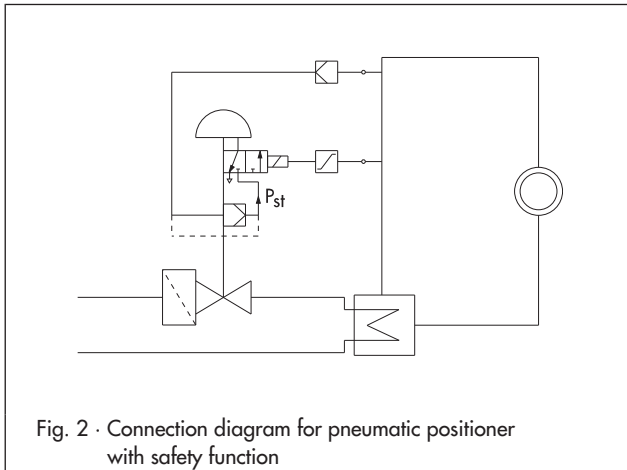 Pst
Fig. 2 · Connection diagram for pneumatic positioner
with safety function